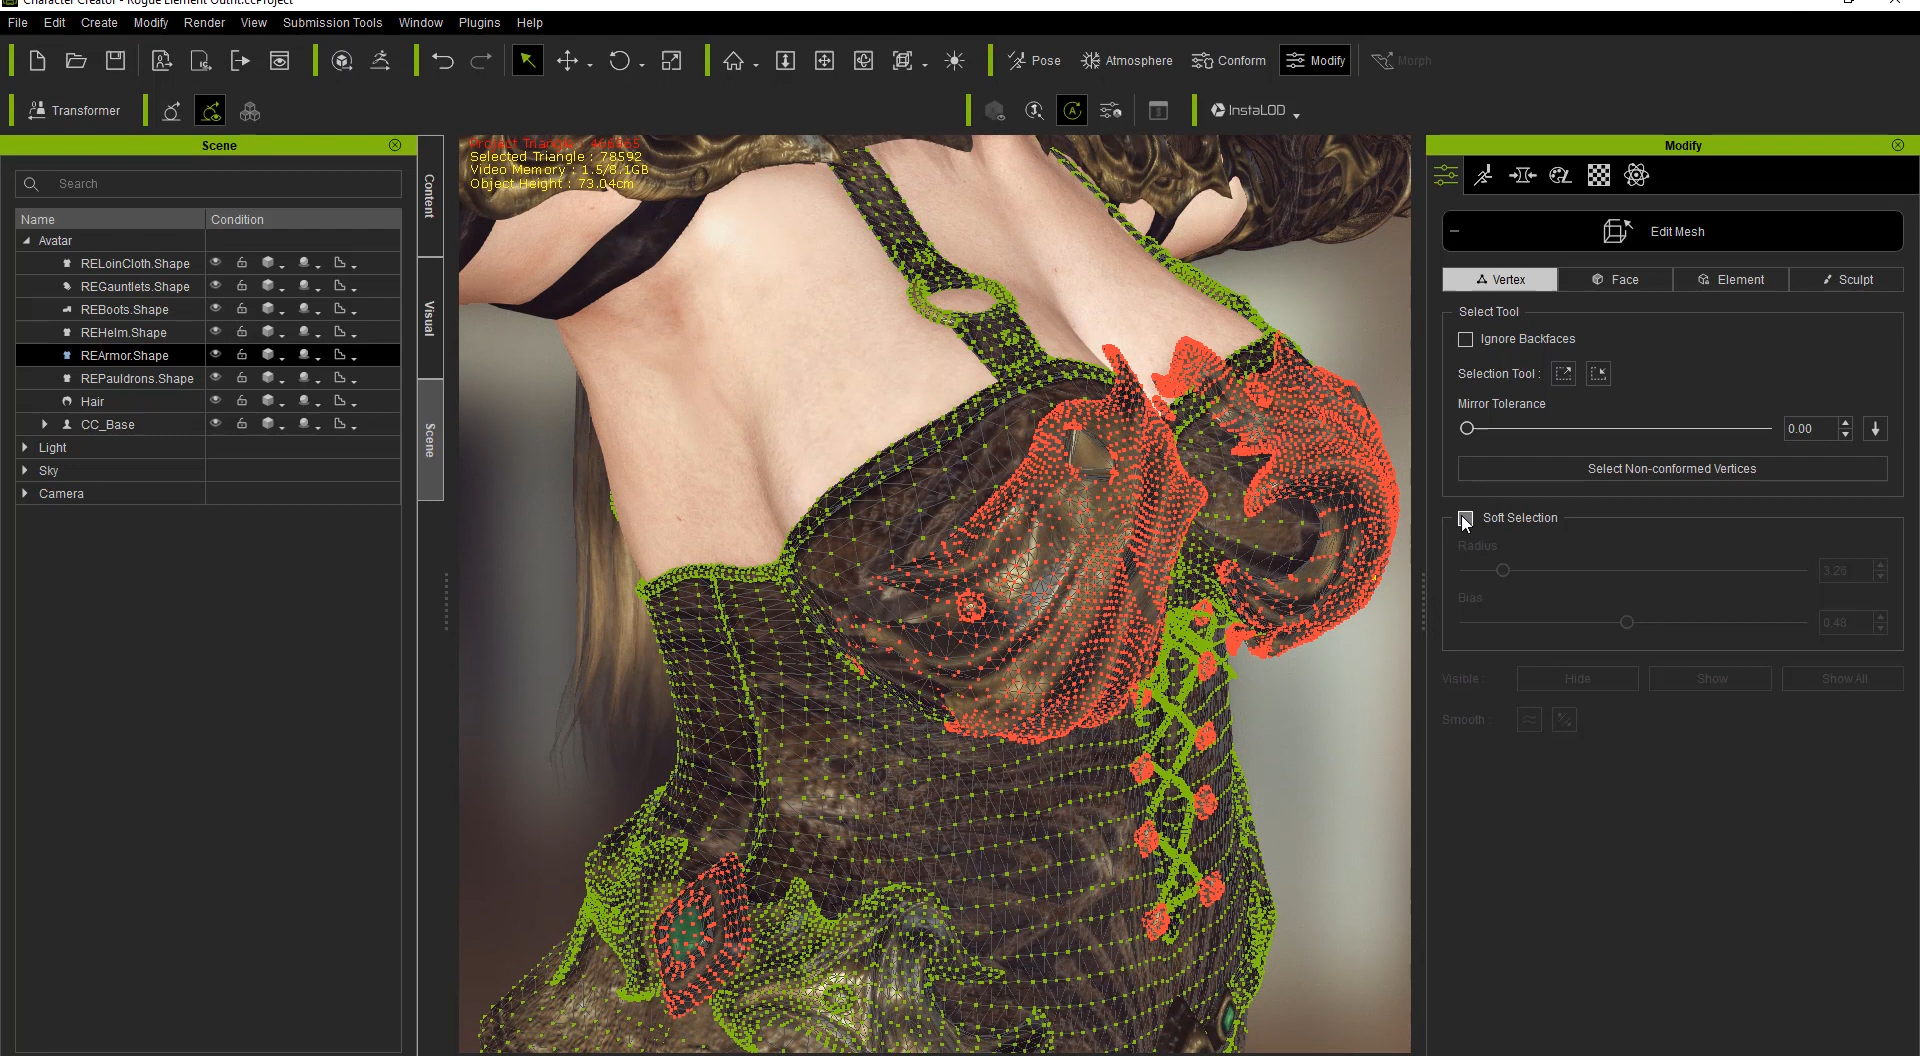 Character Creator - Rogue Element Outfit.ccProject
File Edit Create Modify Render View Submission Tools Window Plugins Help
Pose Atmosphere Conform Modify Morph
Transformer InstaLOD
Scene
Search
Name Condition
Avatar
RELoinCloth.Shape
REGauntlets.Shape
REBoots.Shape
REHelm.Shape
REArmor.Shape
REPauldrons.Shape
Hair
CC_Base
Light
Sky
Camera
Content
Visual
Scene
Selected Triangle : 78592
Video Memory : 1.5/8.1GB
Object Height : 73.04cm
Modify
Edit Mesh
Vertex Face Element Sculpt
Select Tool
Ignore Backfaces
Selection Tool :
Mirror Tolerance
0.00
Select Non-conformed Vertices
Soft Selection
Radius
3.26
Bias
0.48
Visible : Hide Show Show All
Smooth :